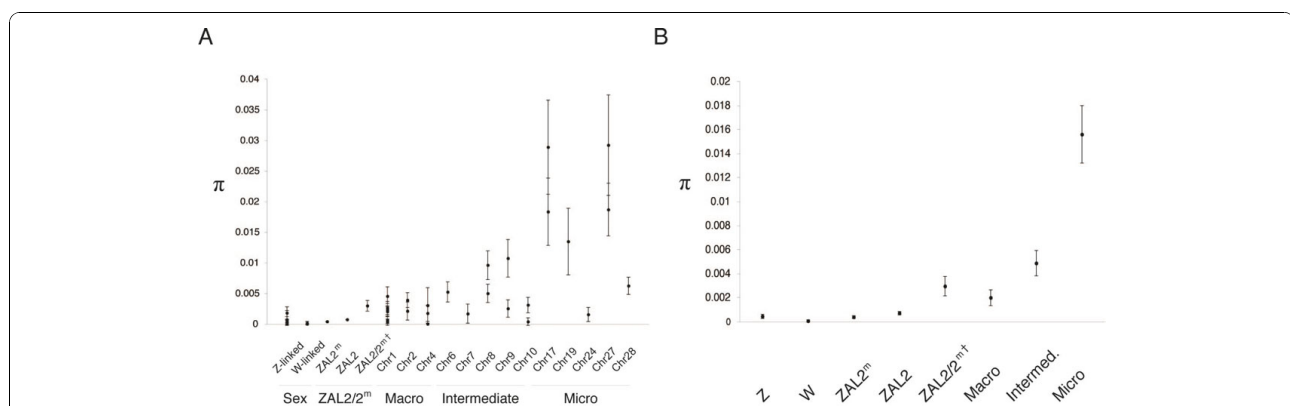 A
0.04
0.035
0.03
0.025
0.02
0.015
0.01
0.005
0
π
Z-linked
W-linked
ZAL2ᵐ
ZAL2
ZAL2/2ᵐ†
Chr1
Chr2
Chr4
Chr6
Chr7
Chr8
Chr9
Chr10
Chr17
Chr19
Chr24
Chr27
Chr28
Sex ZAL2/2ᵐ Macro Intermediate Micro
B
0.02
0.018
0.016
0.014
0.012
0.01
0.008
0.006
0.004
0.002
0
π
Z
W
ZAL2ᵐ
ZAL2
ZAL2/2ᵐ†
Macro
Intermed.
Micro